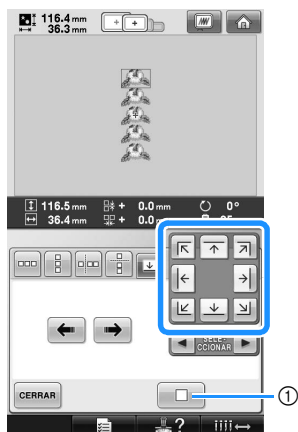 116.4 mm
36.3 mm
116.5 mm + 0.0 mm 0°
36.4 mm + 0.0
SELE-
CCIONAR
CERRAR
1
?